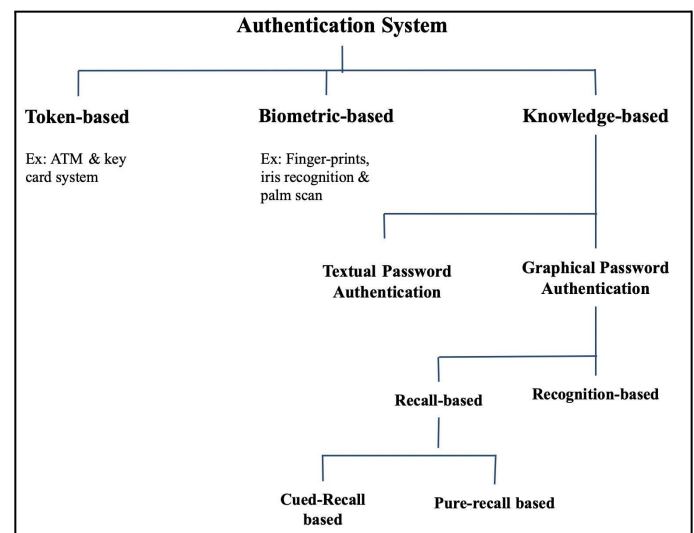 Authentication System
Token-based
Biometric-based
Knowledge-based
Ex: ATM & key
card system
Ex: Finger-prints,
iris recognition &
palm scan
Textual Password
Authentication
Graphical Password
Authentication
Recall-based
Recognition-based
Cued-Recall
based
Pure-recall based